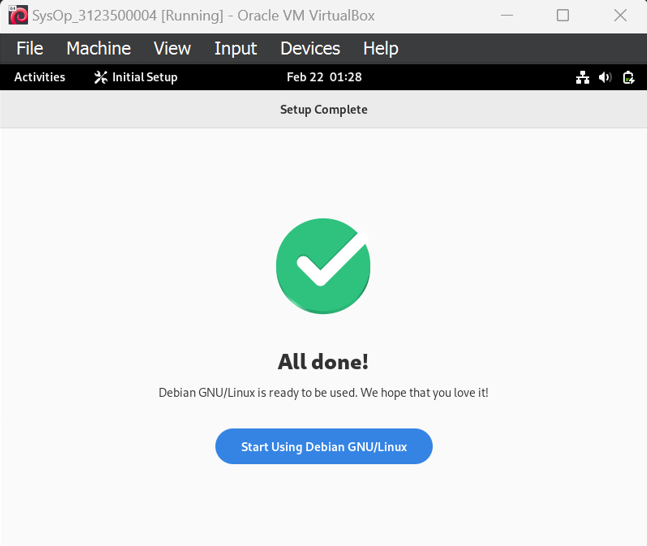 SysOp_3123500004 [Running] - Oracle VM VirtualBox
File Machine View Input Devices Help
Activities Initial Setup Feb 22 01:28
Setup Complete
All done!
Debian GNU/Linux is ready to be used. We hope that you love it!
Start Using Debian GNU/Linux